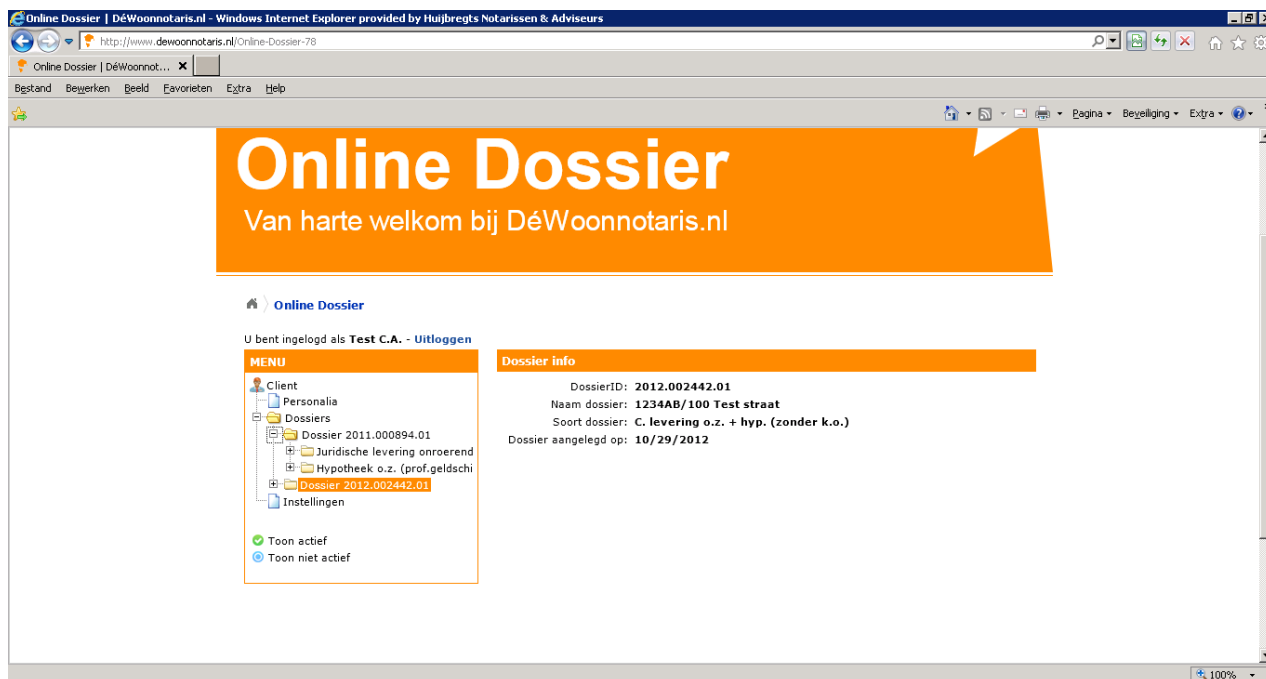 Online Dossier | DéWoonnotaris.nl - Windows Internet Explorer provided by Huijbregts Notarissen & Adviseurs
http://www.dewoonnotaris.nl/Online-Dossier-78
Online Dossier | DéWoonnot...
Bestand Bewerken Beeld Favorieten Extra Help
Pagina Beveiliging Extra
Online Dossier
Van harte welkom bij DéWoonnotaris.nl
Online Dossier
U bent ingelogd als Test C.A. - Uitloggen
MENU
Client
Personalia
Dossiers
Dossier 2011.000894.01
Juridische levering onroerend
Hypotheek o.z. (prof.geldschi
Dossier 2012.002442.01
Instellingen
Toon actief
Toon niet actief
Dossier info
DossierID: 2012.002442.01
Naam dossier: 1234AB/100 Test straat
Soort dossier: C. levering o.z. + hyp. (zonder k.o.)
Dossier aangelegd op: 10/29/2012
100%